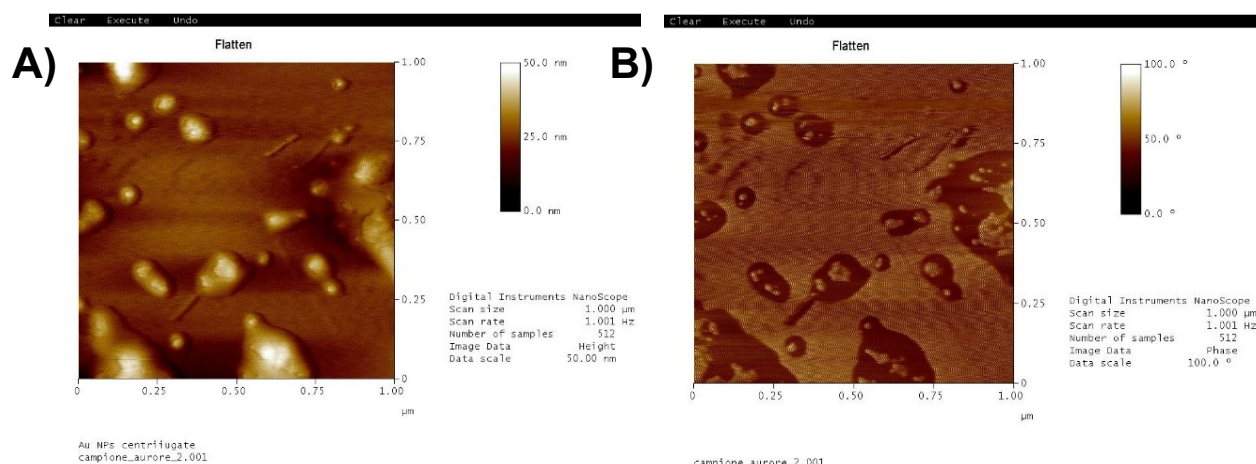 Clear Execute Undo
Flatten
A)
50.0 nm
25.0 nm
0.0 nm
1.00
0.75
0.50
0.25
0
0 0.25 0.50 0.75 1.00
µm
Digital Instruments NanoScope
Scan size 1.000 µm
Scan rate 1.001 Hz
Number of samples 512
Image Data Height
Data scale 50.00 nm
Au NPs centriiugate
campione_aurore_2.001
Clear Execute Undo
Flatten
B)
100.0 °
50.0 °
0.0 °
1.00
0.75
0.50
0.25
0
0 0.25 0.50 0.75 1.00
µm
Digital Instruments NanoScope
Scan size 1.000 µm
Scan rate 1.001 Hz
Number of samples 512
Image Data Phase
Data scale 100.0 °
campione_aurore_2.001